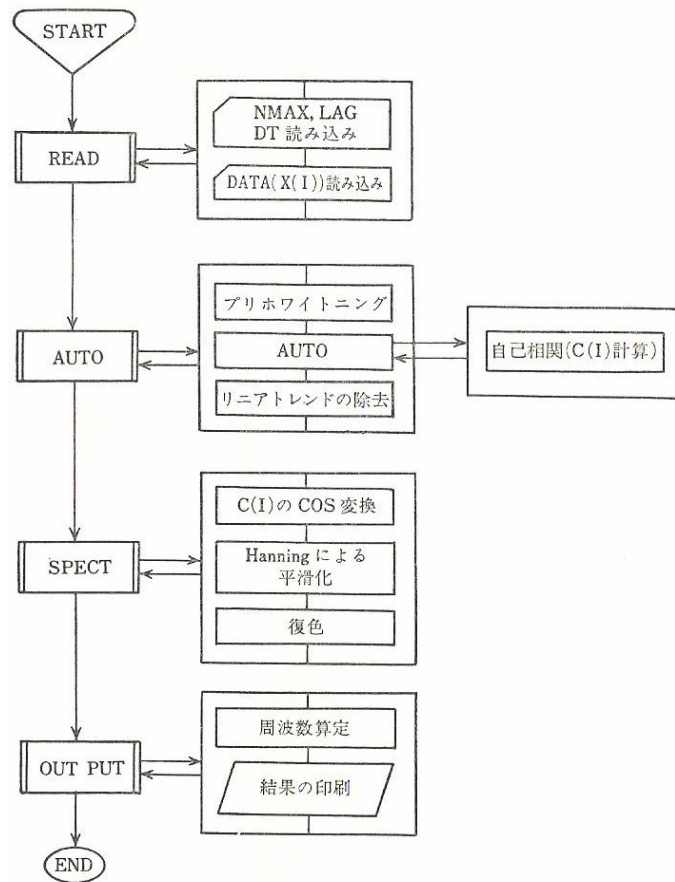 START
READ
NMAX, LAG
DT 読み込み
DATA(X(I))読み込み
AUTO
プリホワイトニング
AUTO
リニアトレンドの除去
自己相関(C(I)計算)
SPECT
C(I)のCOS変換
Hanningによる
平滑化
復色
OUT PUT
周波数算定
結果の印刷
END